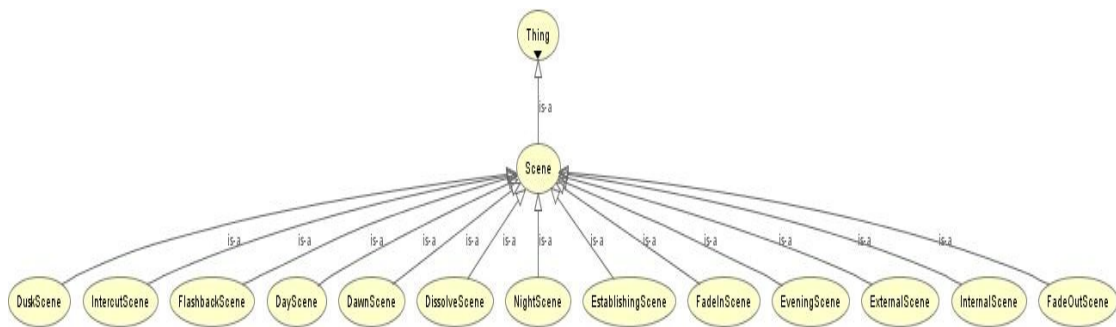 Thing
is-a
Scene
is-a is-a is-a is-a is-a is-a is-a is-a is-a is-a is-a is-a is-a
DuskScene IntercutScene FlashbackScene DayScene DawnScene DissolveScene NightScene EstablishingScene FadeInScene EveningScene ExternalScene InternalScene FadeOutScene